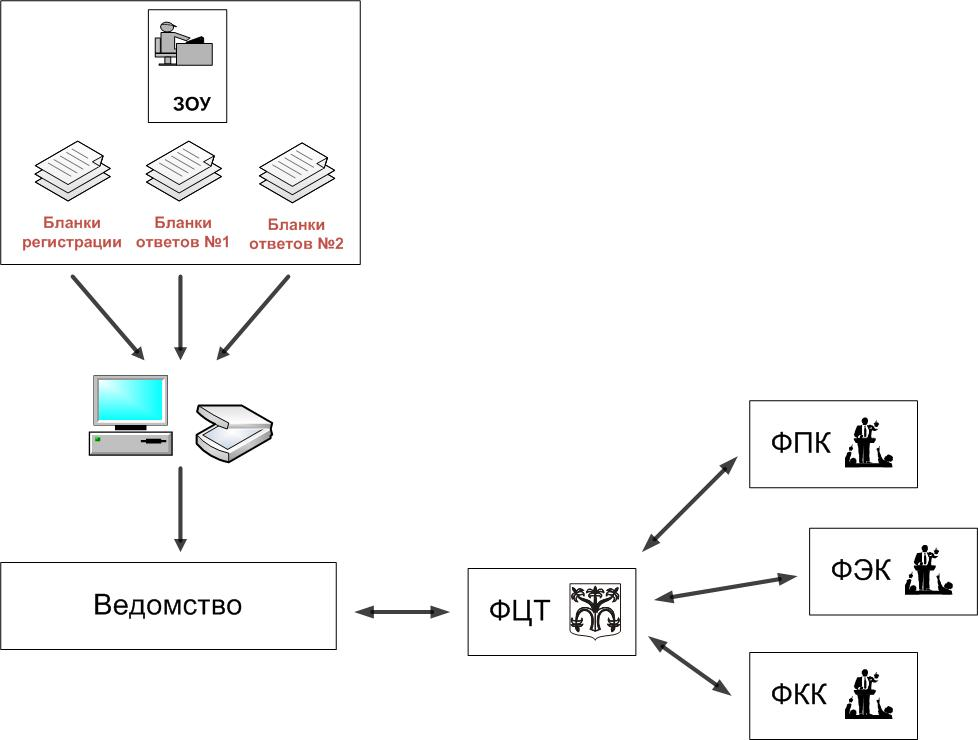 ЗОУ
Бланки
регистрации
Бланки
ответов №1
Бланки
ответов №2
ФПК
ФЭК
Ведомство
ФЦТ
ФКК